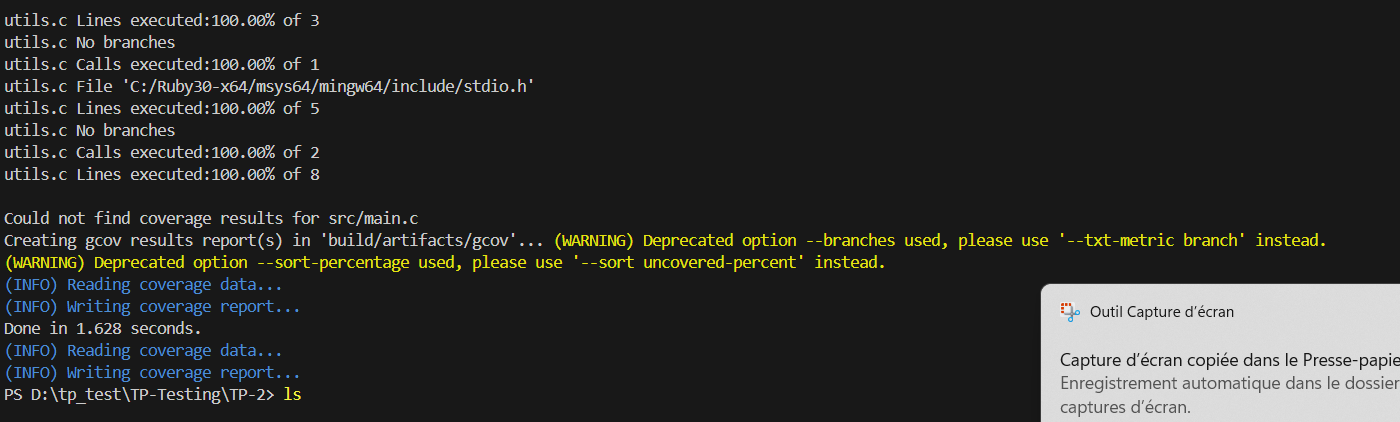 utils.c Lines executed:100.00% of 3
utils.c No branches
utils.c Calls executed:100.00% of 1
utils.c File 'C:/Ruby30-x64/msys64/mingw64/include/stdio.h'
utils.c Lines executed:100.00% of 5
utils.c No branches
utils.c Calls executed:100.00% of 2
utils.c Lines executed:100.00% of 8
Could not find coverage results for src/main.c
Creating gcov results report(s) in 'build/artifacts/gcov'... (WARNING) Deprecated option --branches used, please use '--txt-metric branch' instead.
(WARNING) Deprecated option --sort-percentage used, please use '--sort uncovered-percent' instead.
(INFO) Reading coverage data...
(INFO) Writing coverage report...
Done in 1.628 seconds.
(INFO) Reading coverage data...
(INFO) Writing coverage report...
PS D:\tp_test\TP-Testing\TP-2> ls
Outil Capture d'écran
Capture d'écran copiée dans le Presse-papie
Enregistrement automatique dans le dossier
captures d'écran.